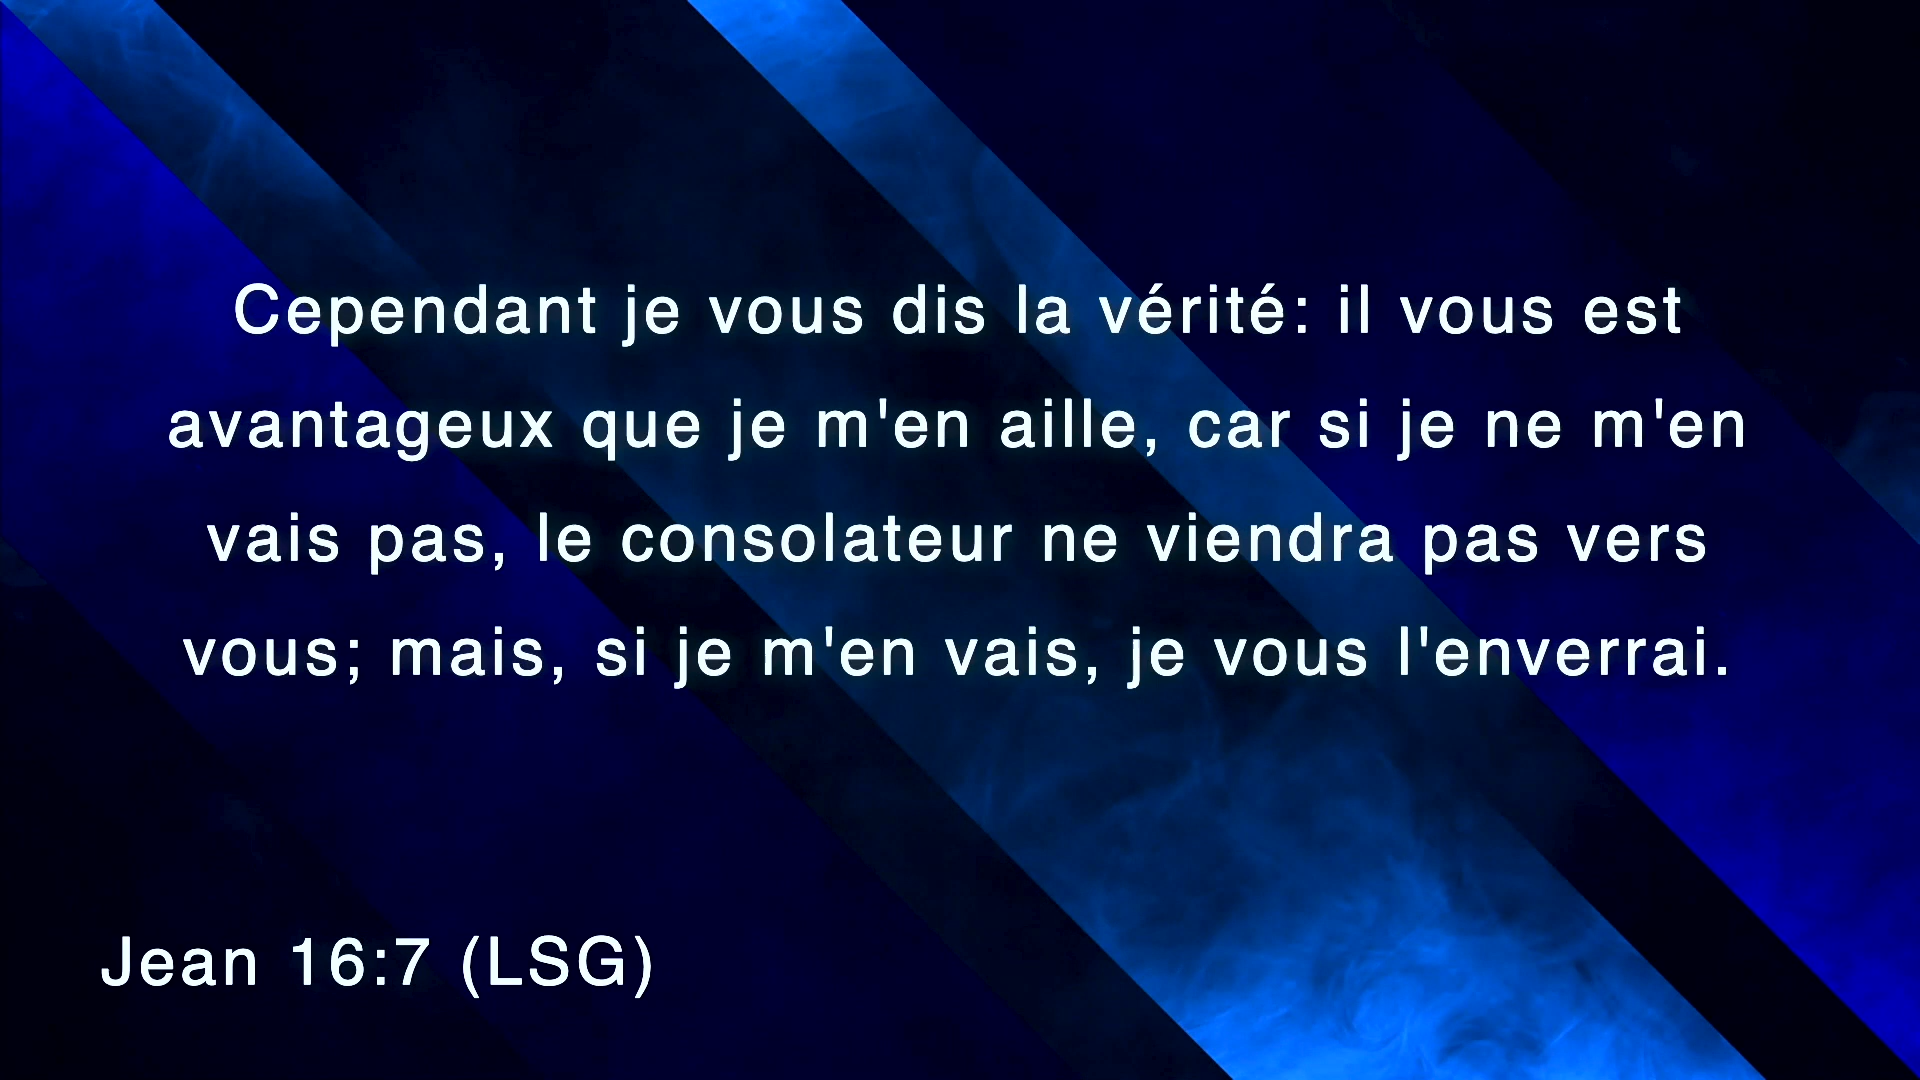 Cependant je vous dis la vérité: il vous est
avantageux que je m'en aille, car si je ne m'en
vais pas, le consolateur ne viendra pas vers
vous; mais, si je m'en vais, je vous l'enverrai.
Jean 16:7 (LSG)